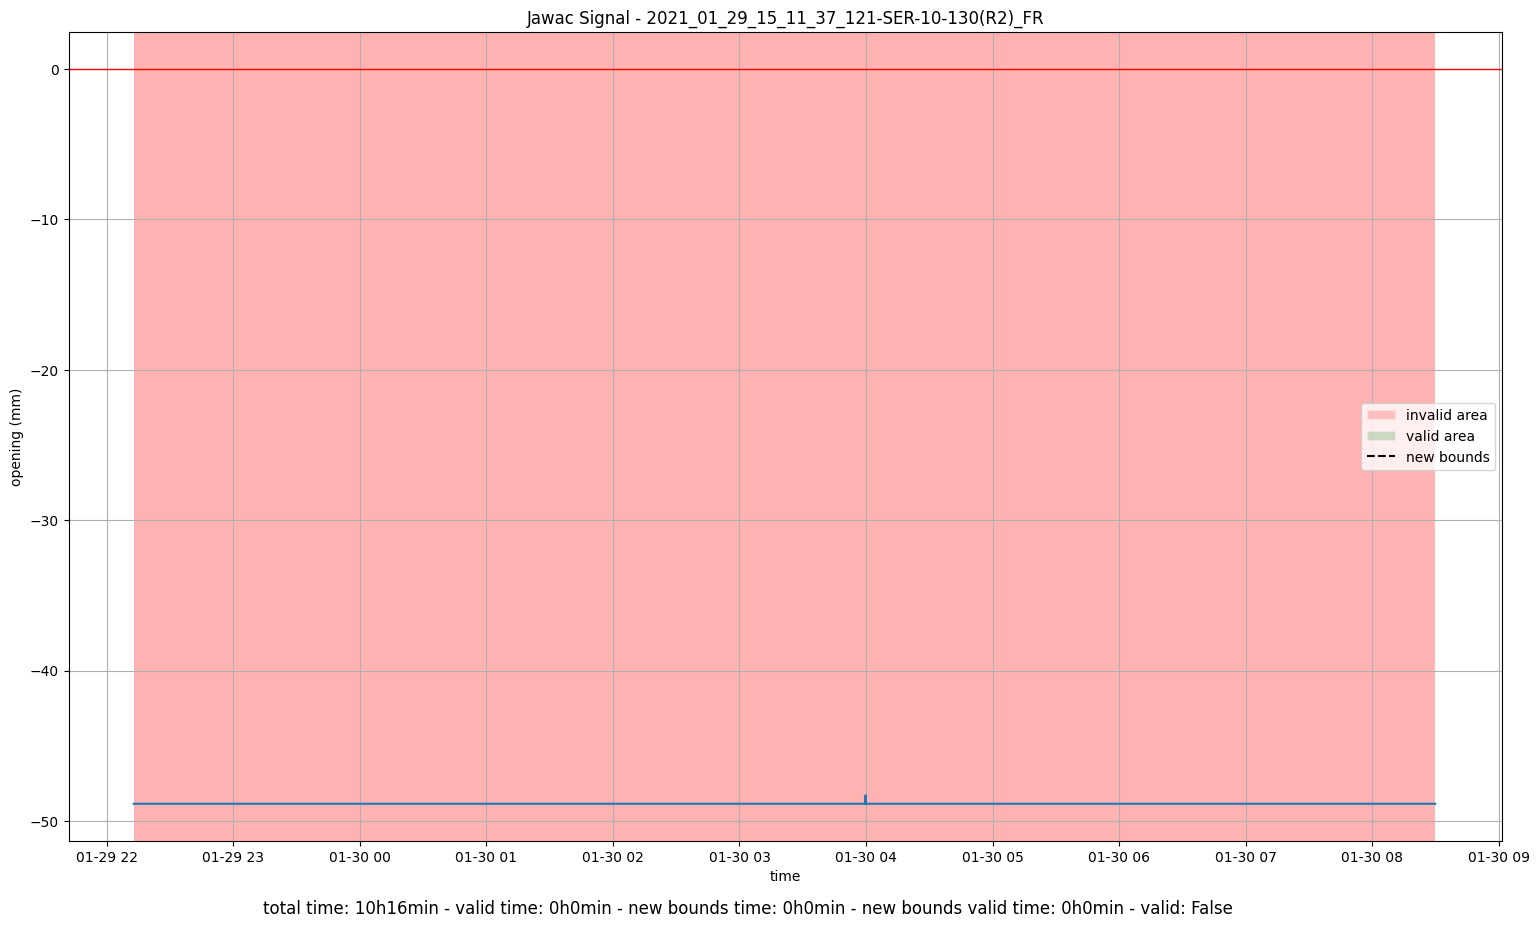 Jawac Signal - 2021_01_29_15_11_37_121-SER-10-130(R2)_FR
0
−10
−20
−30
−40
−50
opening (mm)
invalid area
valid area
new bounds
01-29 22 01-29 23 01-30 00 01-30 01 01-30 02 01-30 03 01-30 04 01-30 05 01-30 06 01-30 07 01-30 08 01-30 09
time
total time: 10h16min - valid time: 0h0min - new bounds time: 0h0min - new bounds valid time: 0h0min - valid: False